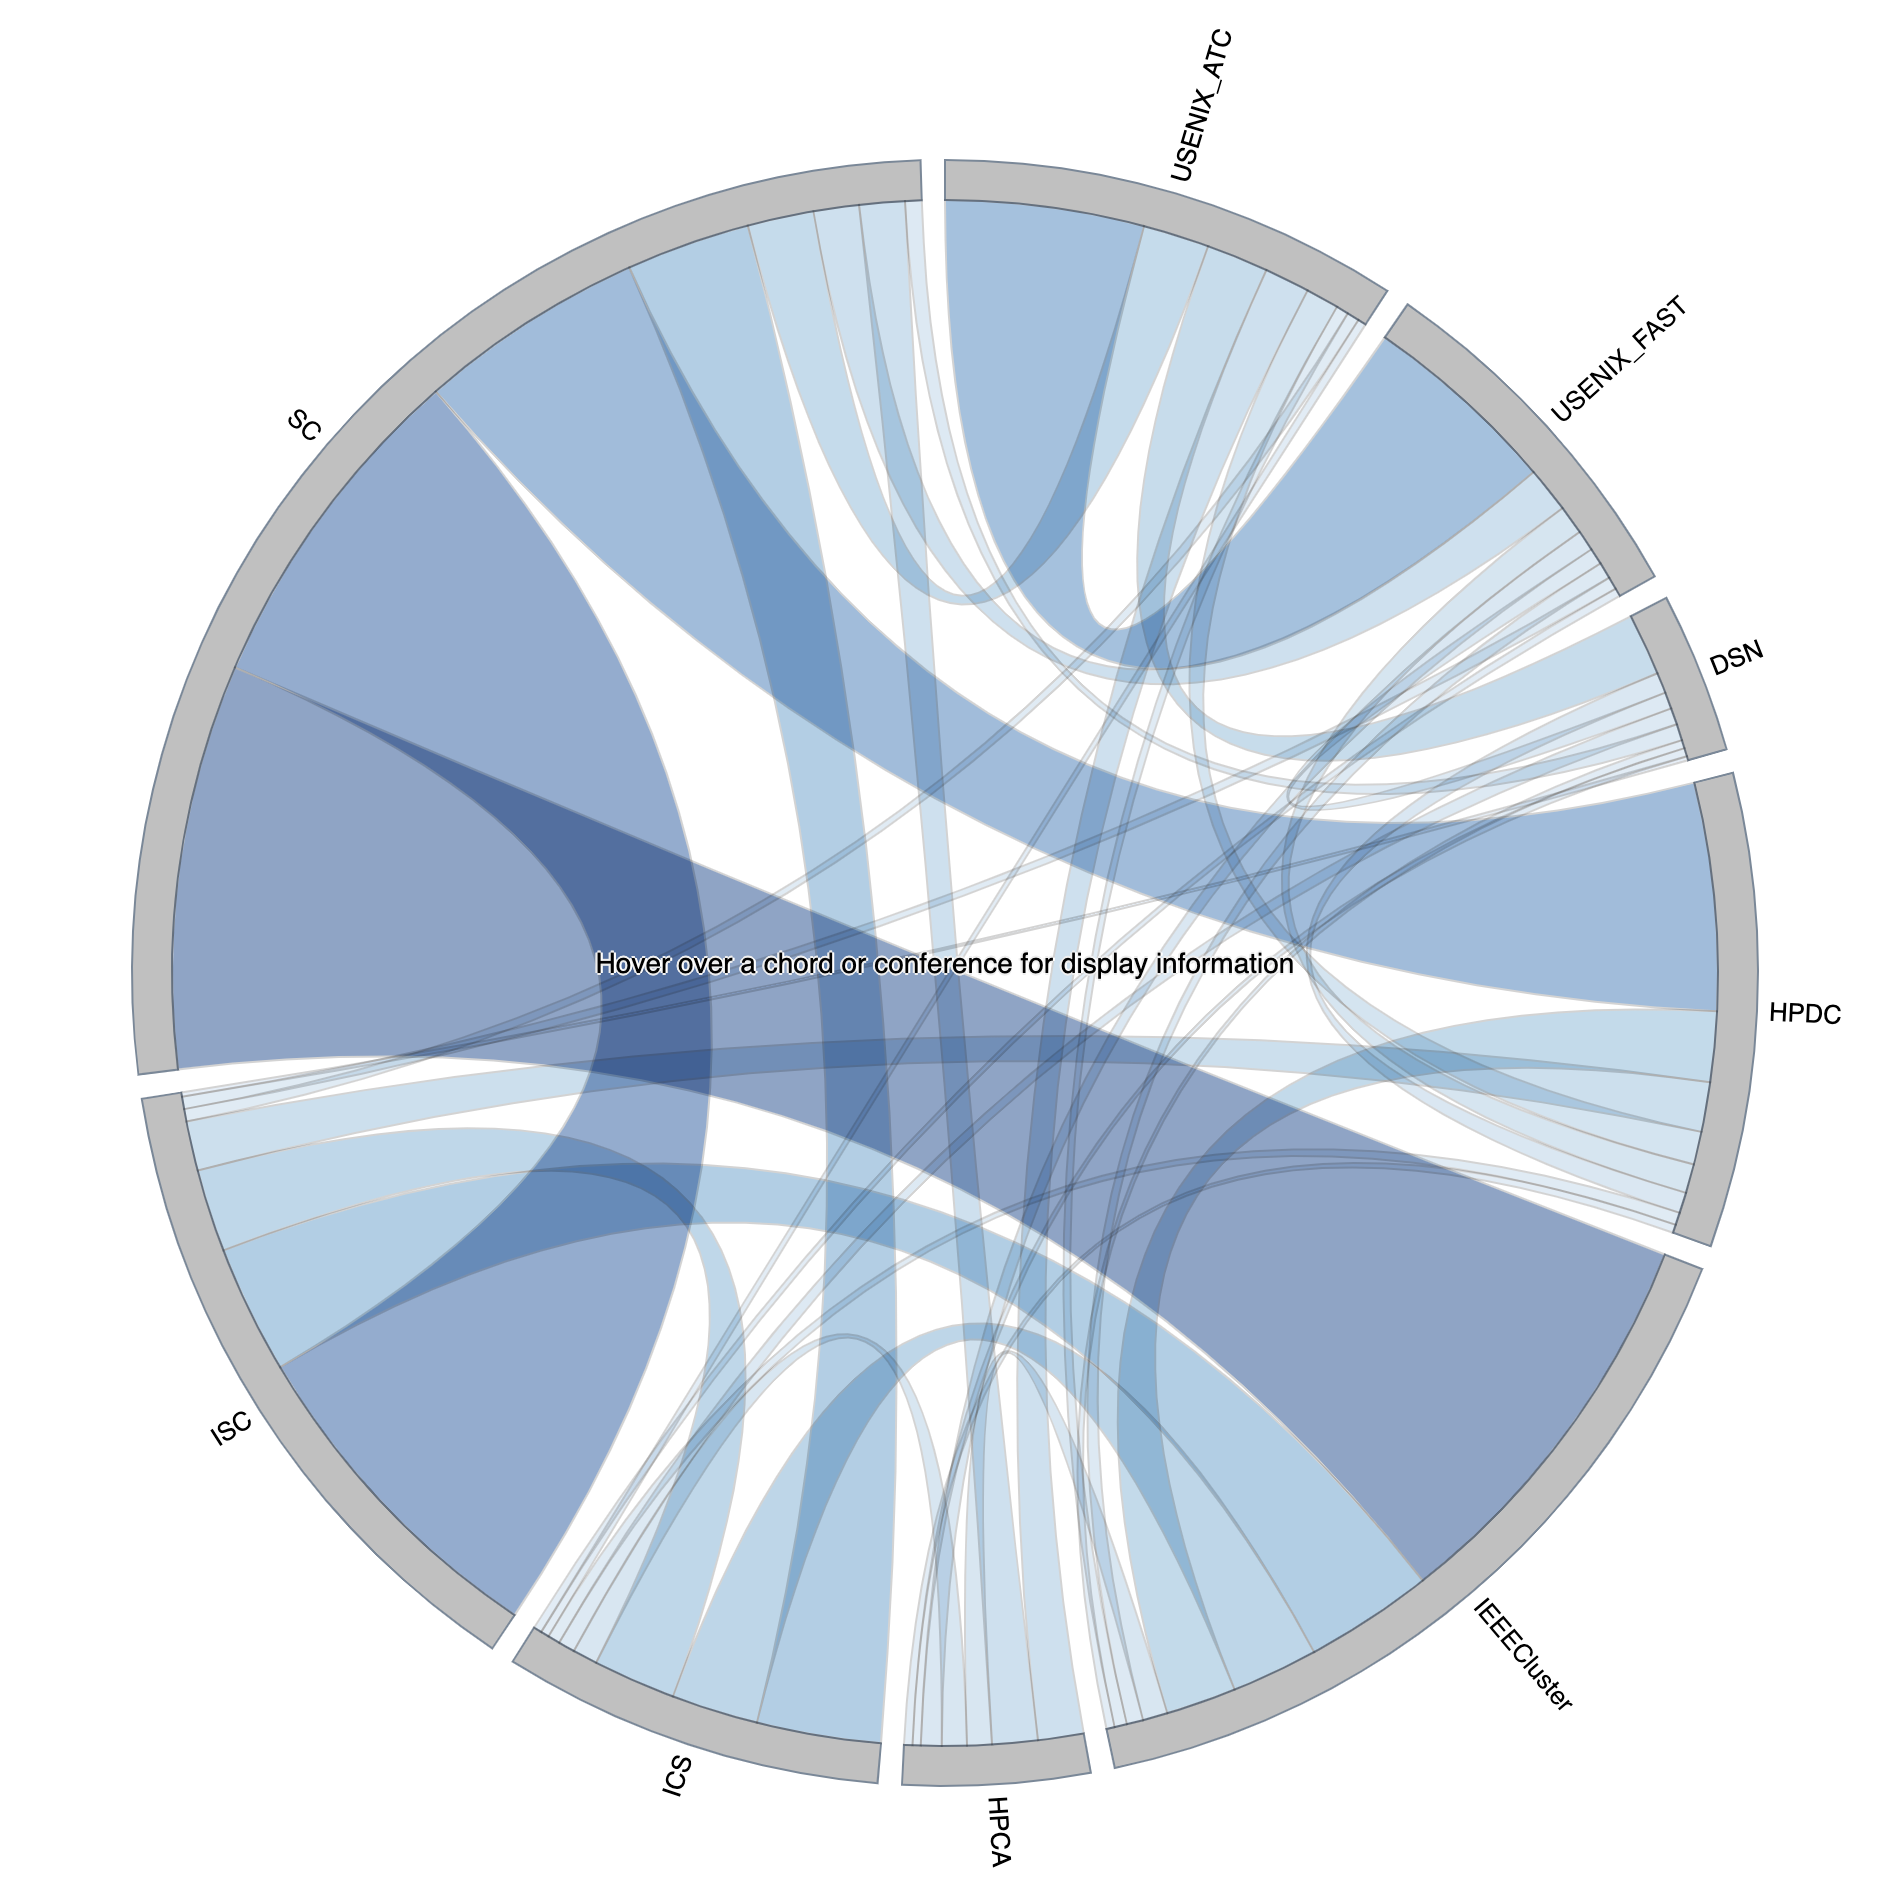 USENIX_ATC
USENIX_FAST
DSN
HPDC
IEEECluster
HPCA
ICS
ISC
SC
Hover over a chord or conference for display information